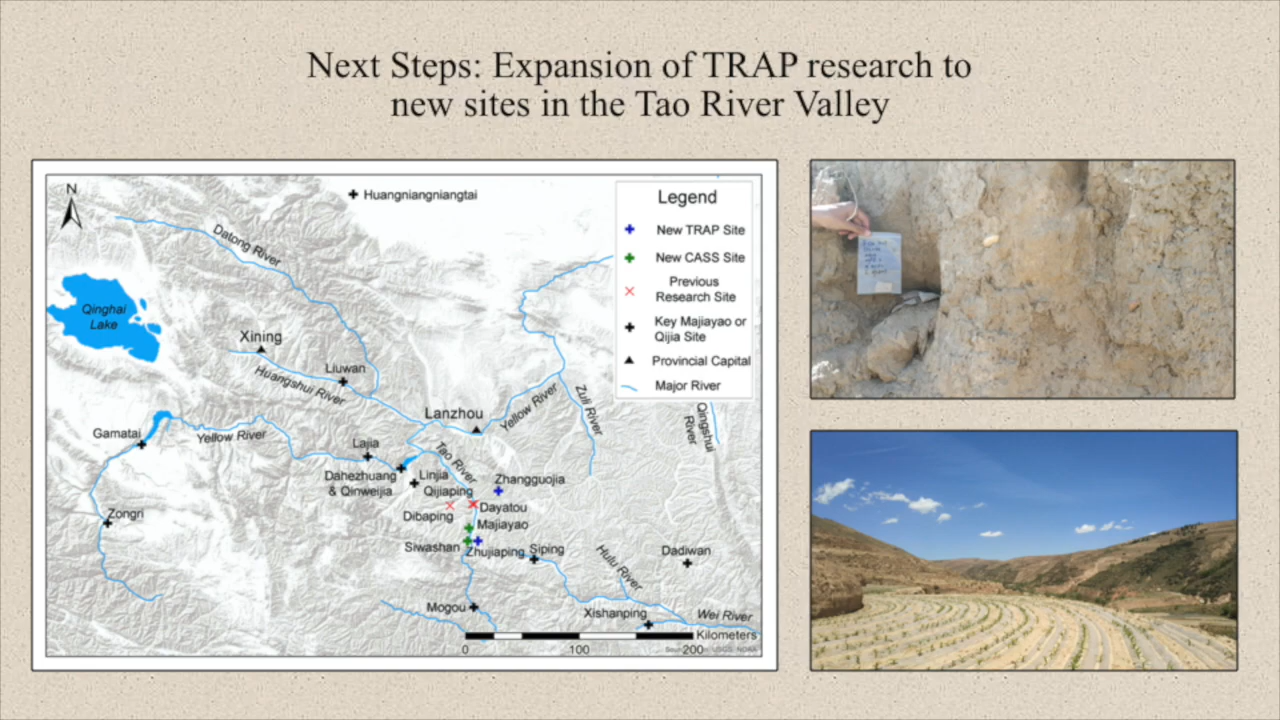 Next Steps: Expansion of TRAP research to
new sites in the Tao River Valley
N
Huangniangniangtai
Datong River
Qinghai
Lake
Xining
Liuwan
Huangshui River
Lanzhou
Yellow River
Zuli River
Qingshui
River
Gamatai
Yellow River
Lajia
Tao River
Dahezhuang
& Qinweijia
Linjia
Qijiaping
Zhangguojia
Dibaping
Dayatou
Majiayao
Zongri
Siwashan
Zhujiaping
Siping
Hulu River
Dadiwan
Mogou
Xishanping
Wei River
Kilometers
0
100
200
Legend
New TRAP Site
New CASS Site
Previous
Research Site
Key Majiayao or
Qijia Site
Provincial Capital
Major River